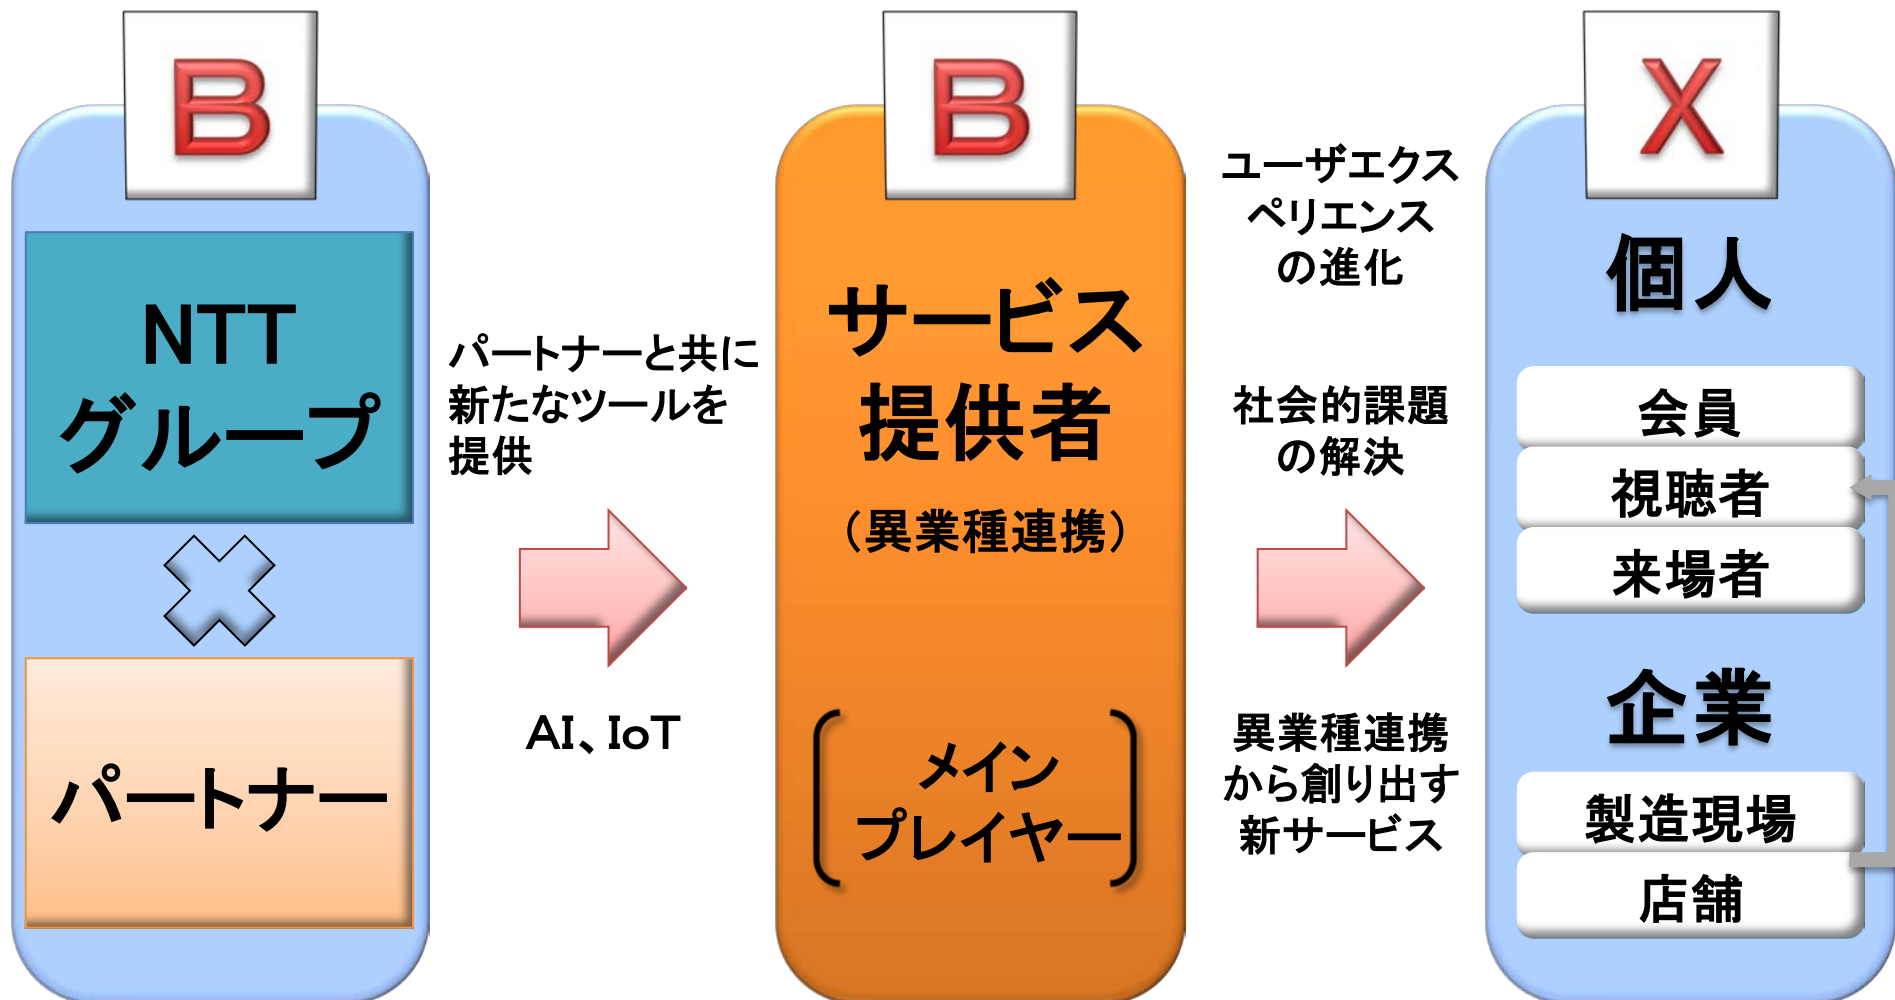 B
NTT
グループ
パートナー
パートナーと共に
新たなツールを
提供
AI、IoT
B
サービス
提供者
（異業種連携）
メイン
プレイヤー
ユーザエクス
ペリエンス
の進化
社会的課題
の解決
異業種連携
から創り出す
新サービス
X
個人
会員
視聴者
来場者
企業
製造現場
店舗